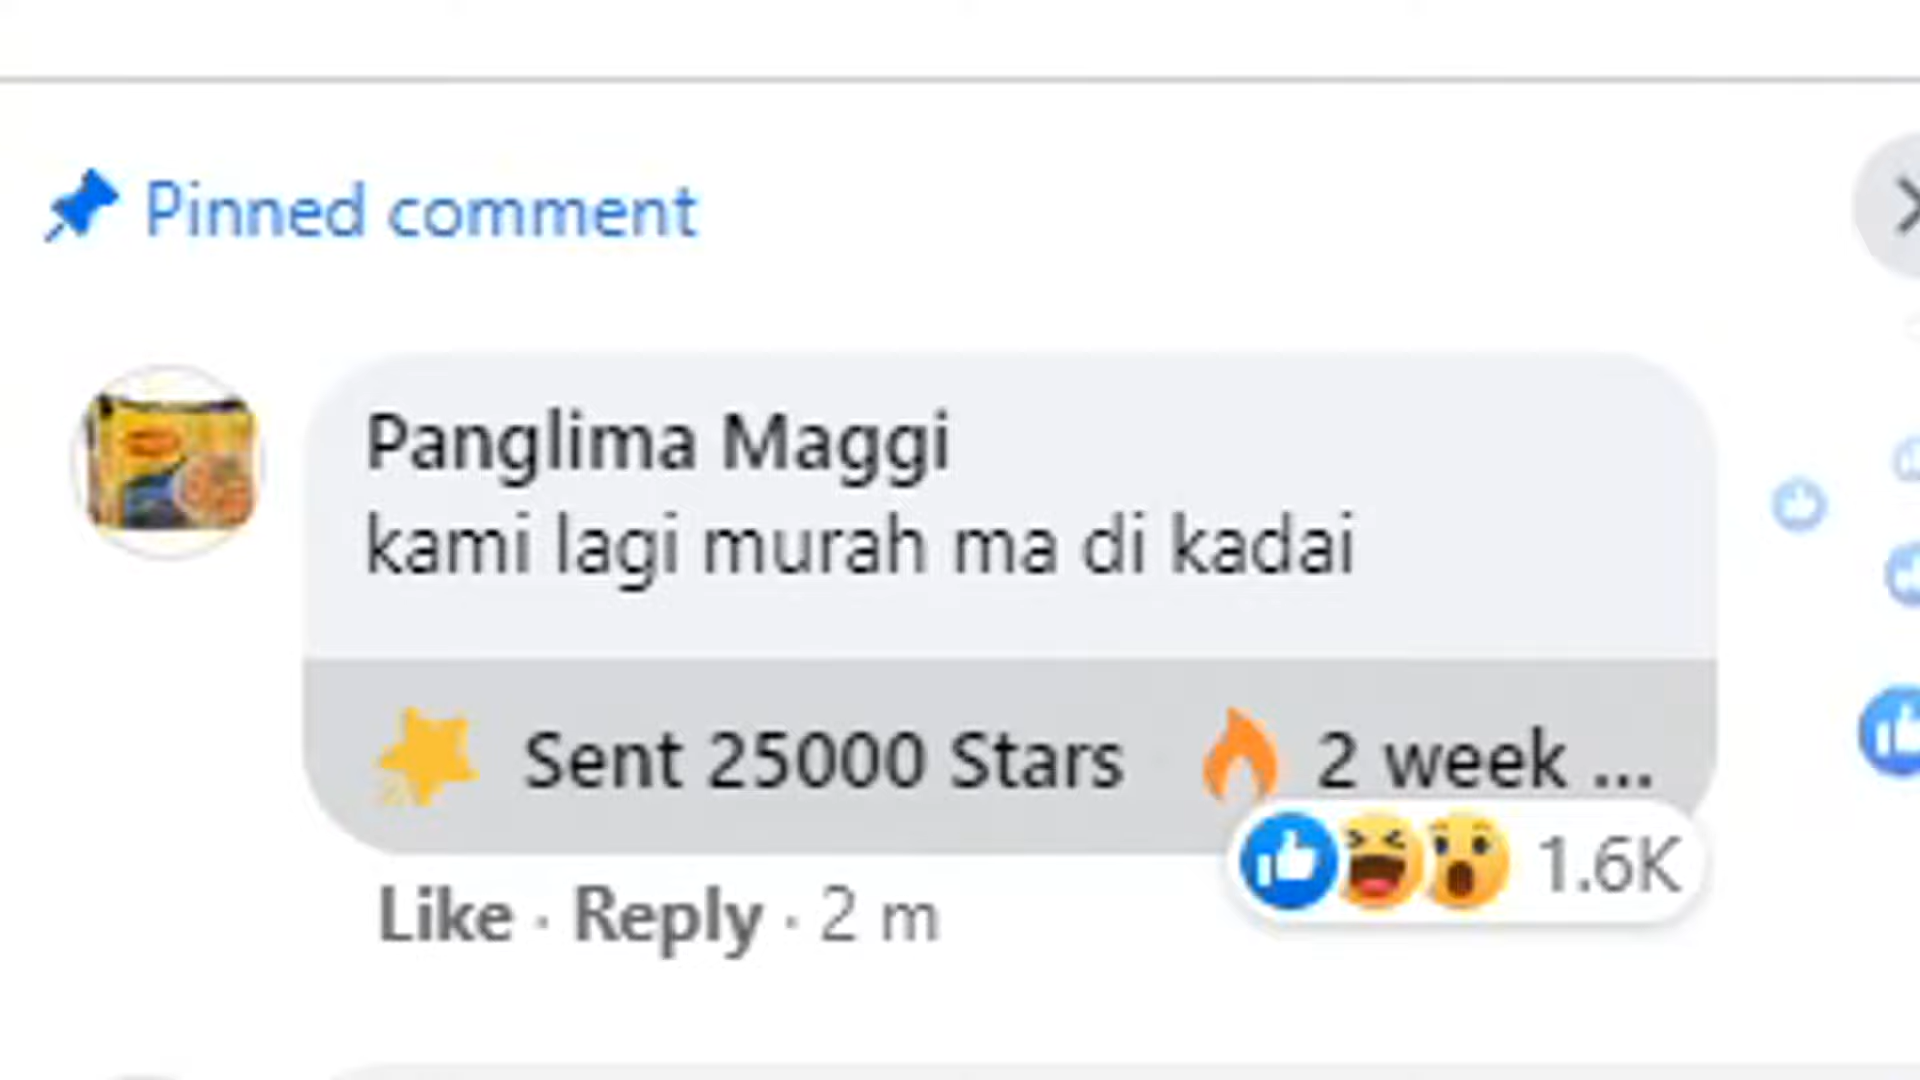 Pinned comment
Panglima Maggi
kami lagi murah ma di kadai
Sent 25000 Stars 2 week ...
1.6K
Like · Reply · 2 m